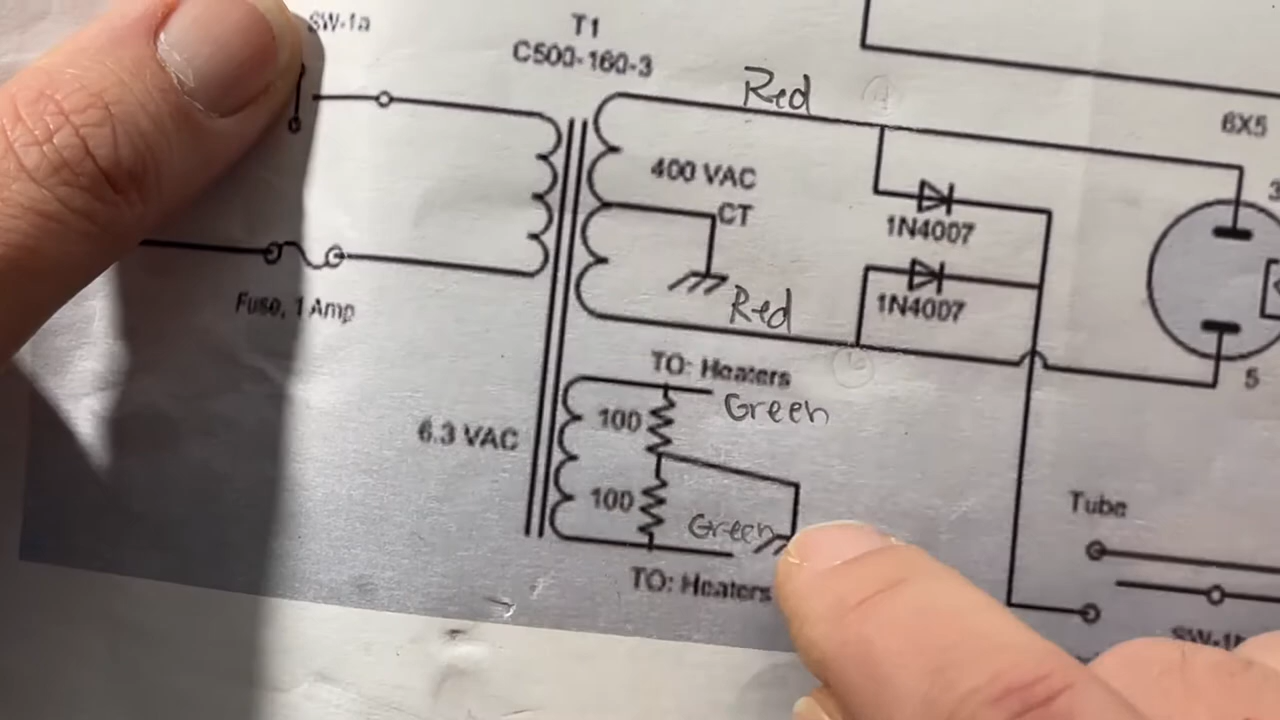 SW-1a
T1
C500-160-3
Red
6X5
400 VAC
CT
1N4007
1N4007
Red
Fuse, 1 Amp
TO: Heaters
Green
5
100
6.3 VAC
100
Green
Tube
TO: Heaters